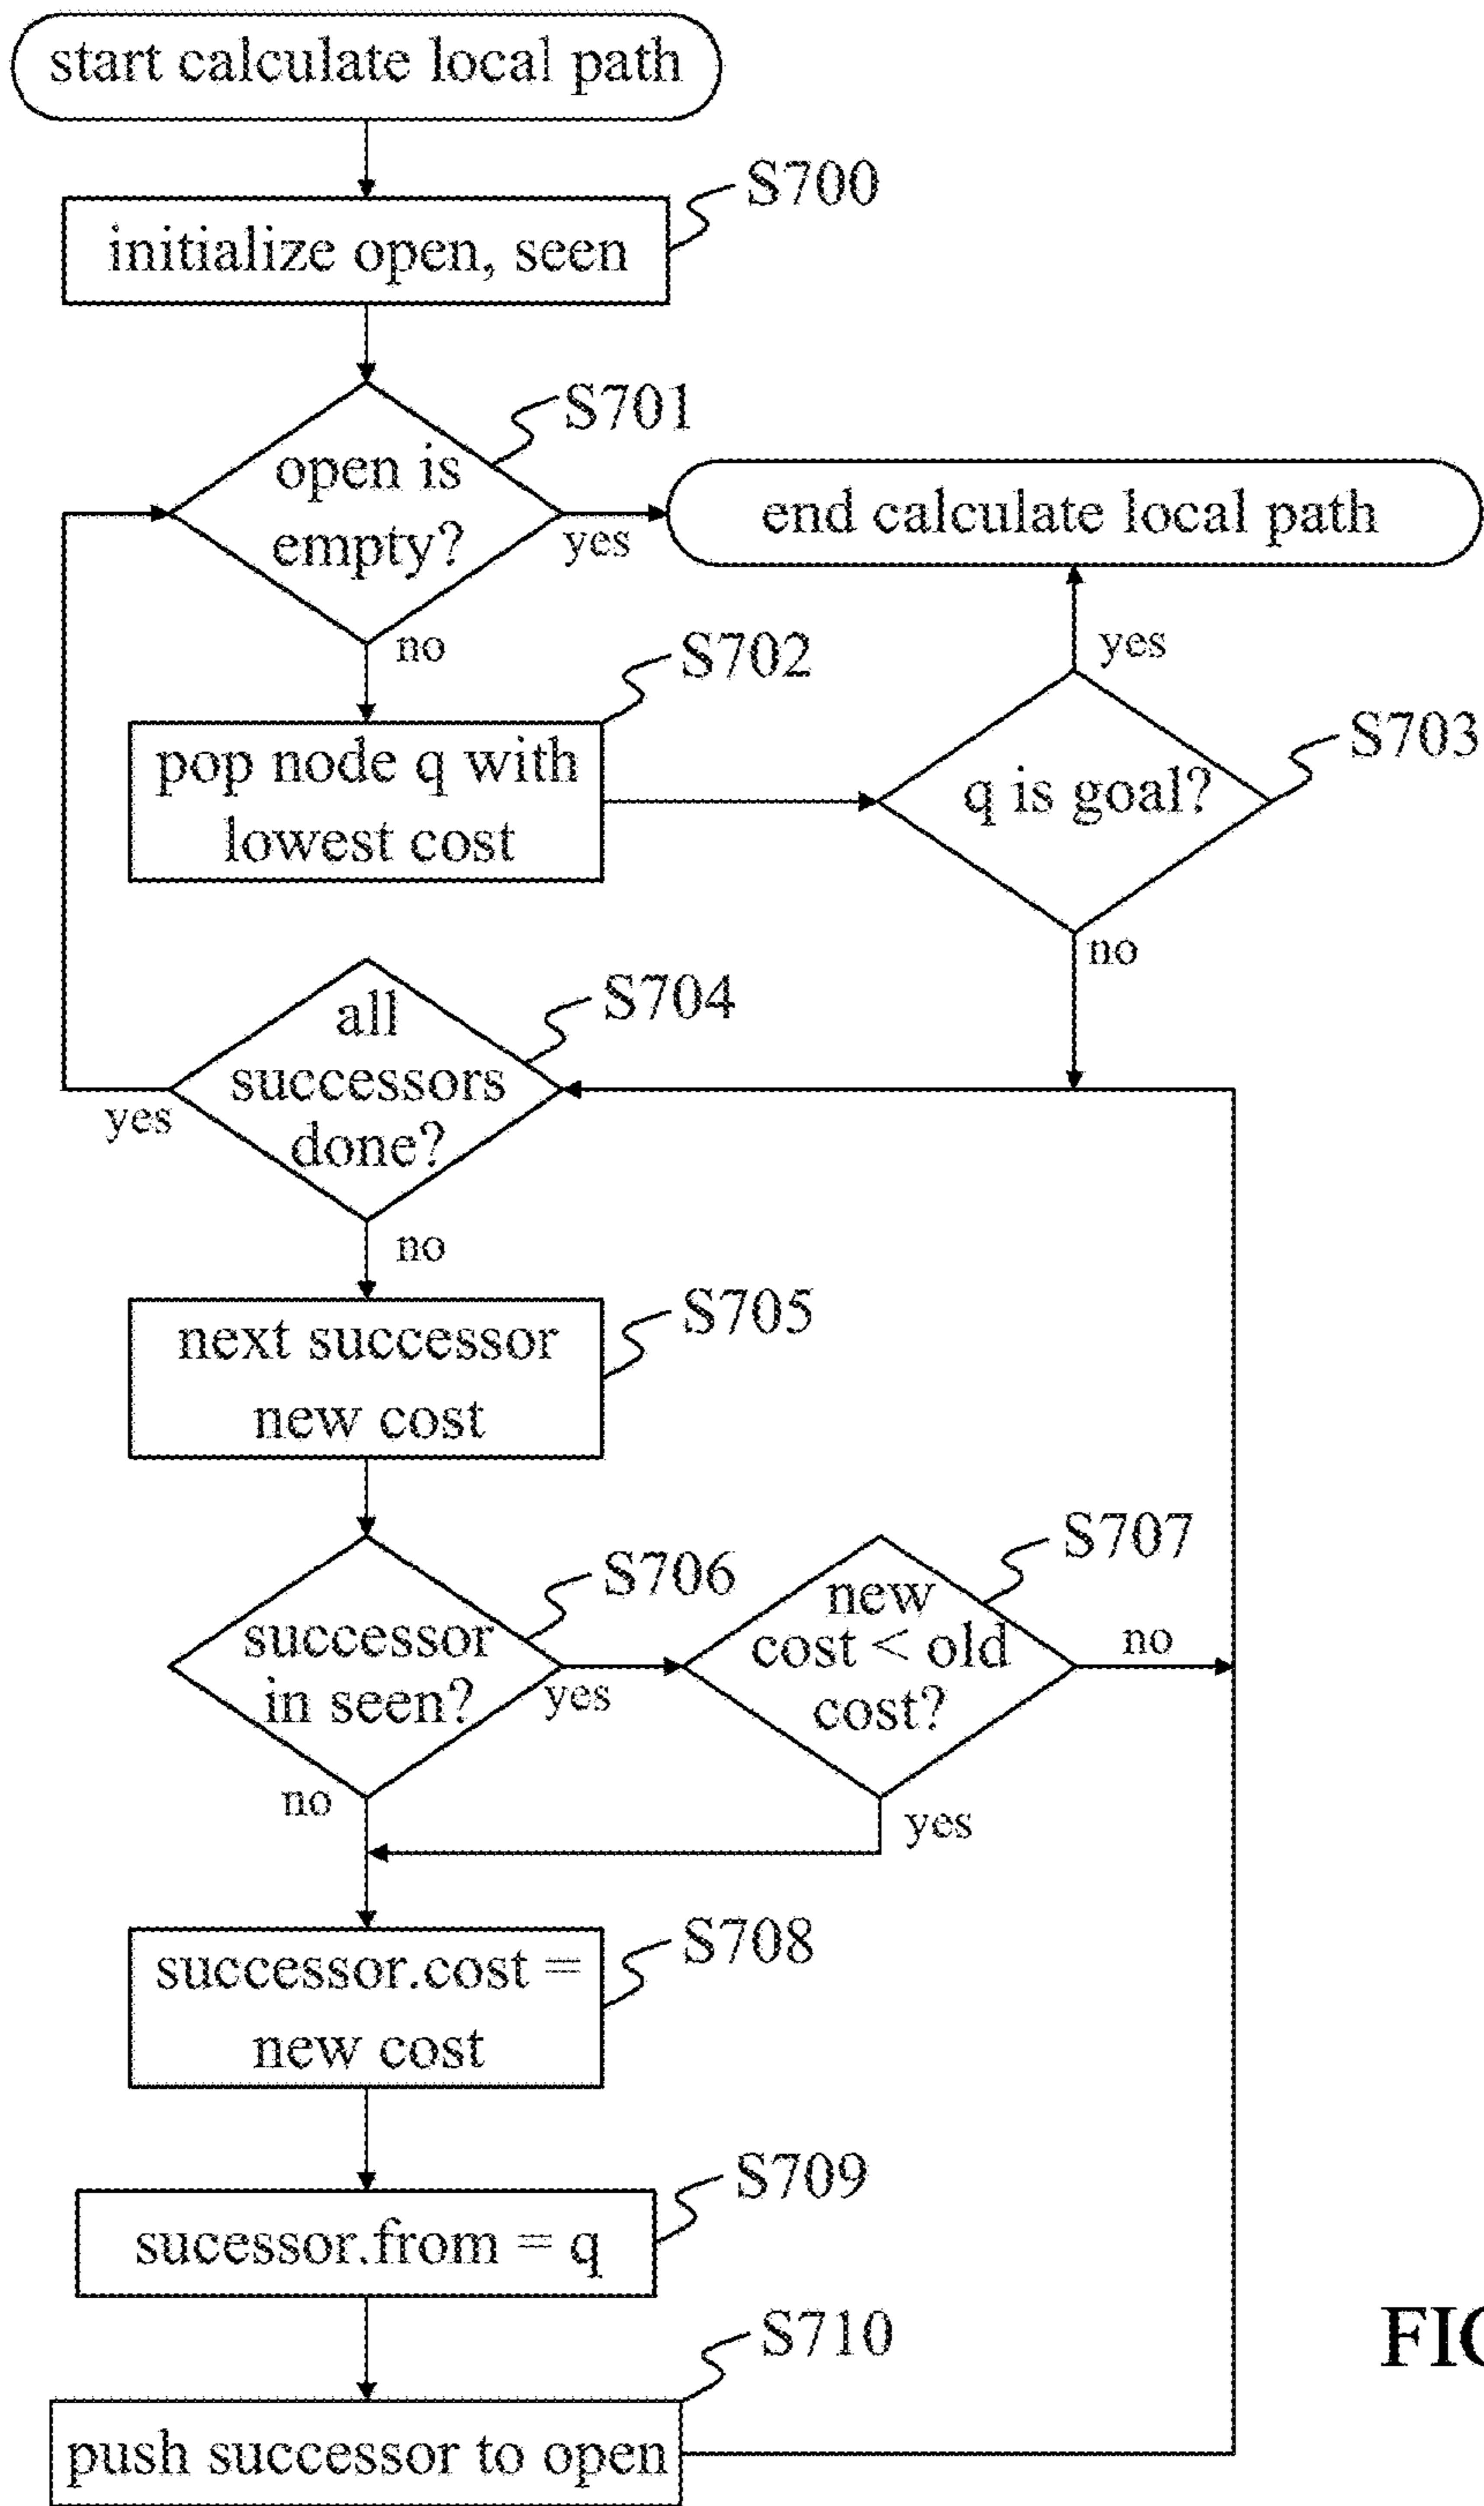 start calculate local path
S700
initialize open, seen
S701
open is
empty?
yes
end calculate local path
no
S702
yes
pop node q with
lowest cost
S703
q is goal?
no
S704
all
successors
done?
yes
no
S705
next successor
new cost
S706
successor
in seen?
yes
S707
new
cost < old
cost?
no
no
yes
S708
successor.cost =
new cost
S709
sucessor.from = q
S710
push successor to open